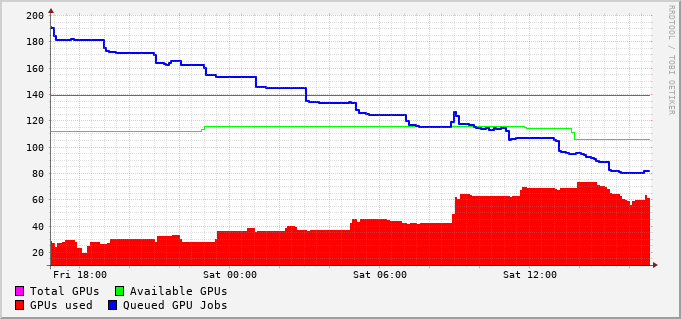 200
180
160
140
120
100
80
60
40
20
Fri 18:00 Sat 00:00 Sat 06:00 Sat 12:00
Total GPUs Available GPUs
GPUs used Queued GPU Jobs
RRDTOOL / TOBI OETIKER